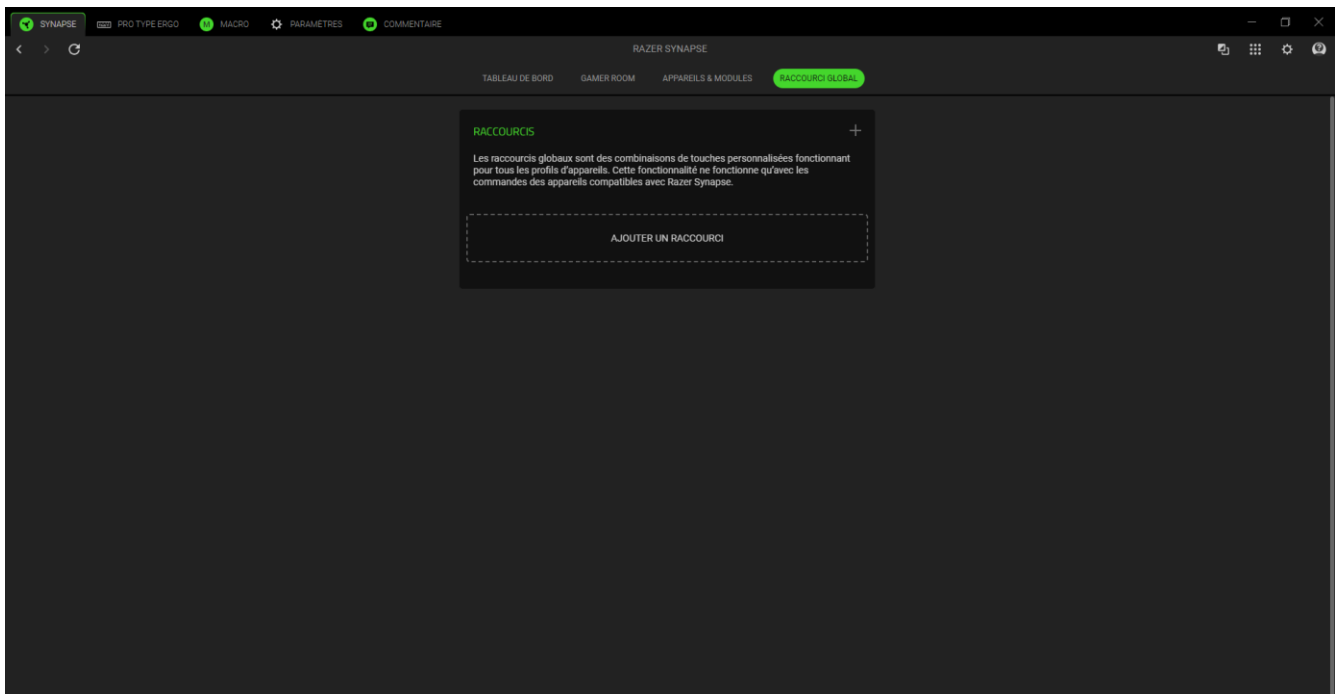 SYNAPSE PRO TYPE ERGO M MACRO PARAMÈTRES COMMENTAIRE
RAZER SYNAPSE
TABLEAU DE BORD GAMER ROOM APPAREILS & MODULES RACCOURCI GLOBAL
RACCOURCIS
Les raccourcis globaux sont des combinaisons de touches personnalisées fonctionnant
pour tous les profils d'appareils. Cette fonctionnalité ne fonctionne qu'avec les
commandes des appareils compatibles avec Razer Synapse.
AJOUTER UN RACCOURCI